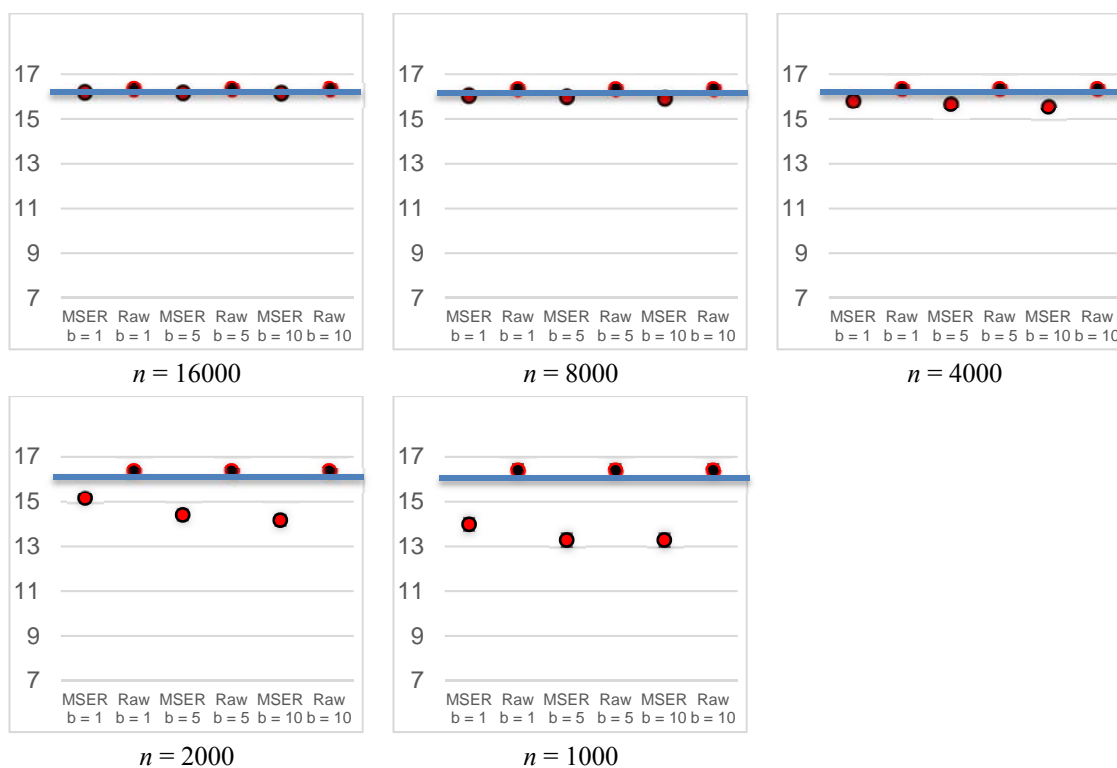 17
15
13
11
9
7
MSER Raw MSER Raw MSER Raw
b = 1 b = 1 b = 5 b = 5 b = 10 b = 10
n = 16000
17
15
13
11
9
7
MSER Raw MSER Raw MSER Raw
b = 1 b = 1 b = 5 b = 5 b = 10 b = 10
n = 8000
17
15
13
11
9
7
MSER Raw MSER Raw MSER Raw
b = 1 b = 1 b = 5 b = 5 b = 10 b = 10
n = 4000
17
15
13
11
9
7
MSER Raw MSER Raw MSER Raw
b = 1 b = 1 b = 5 b = 5 b = 10 b = 10
n = 2000
17
15
13
11
9
7
MSER Raw MSER Raw MSER Raw
b = 1 b = 1 b = 5 b = 5 b = 10 b = 10
n = 1000